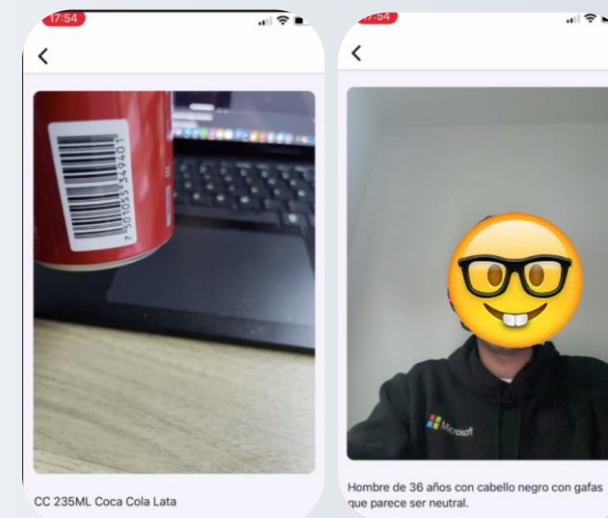 17:54
7 501055 349401
CC 235ML Coca Cola Lata
17:54
Microsoft
Hombre de 36 años con cabello negro con gafas
que parece ser neutral.